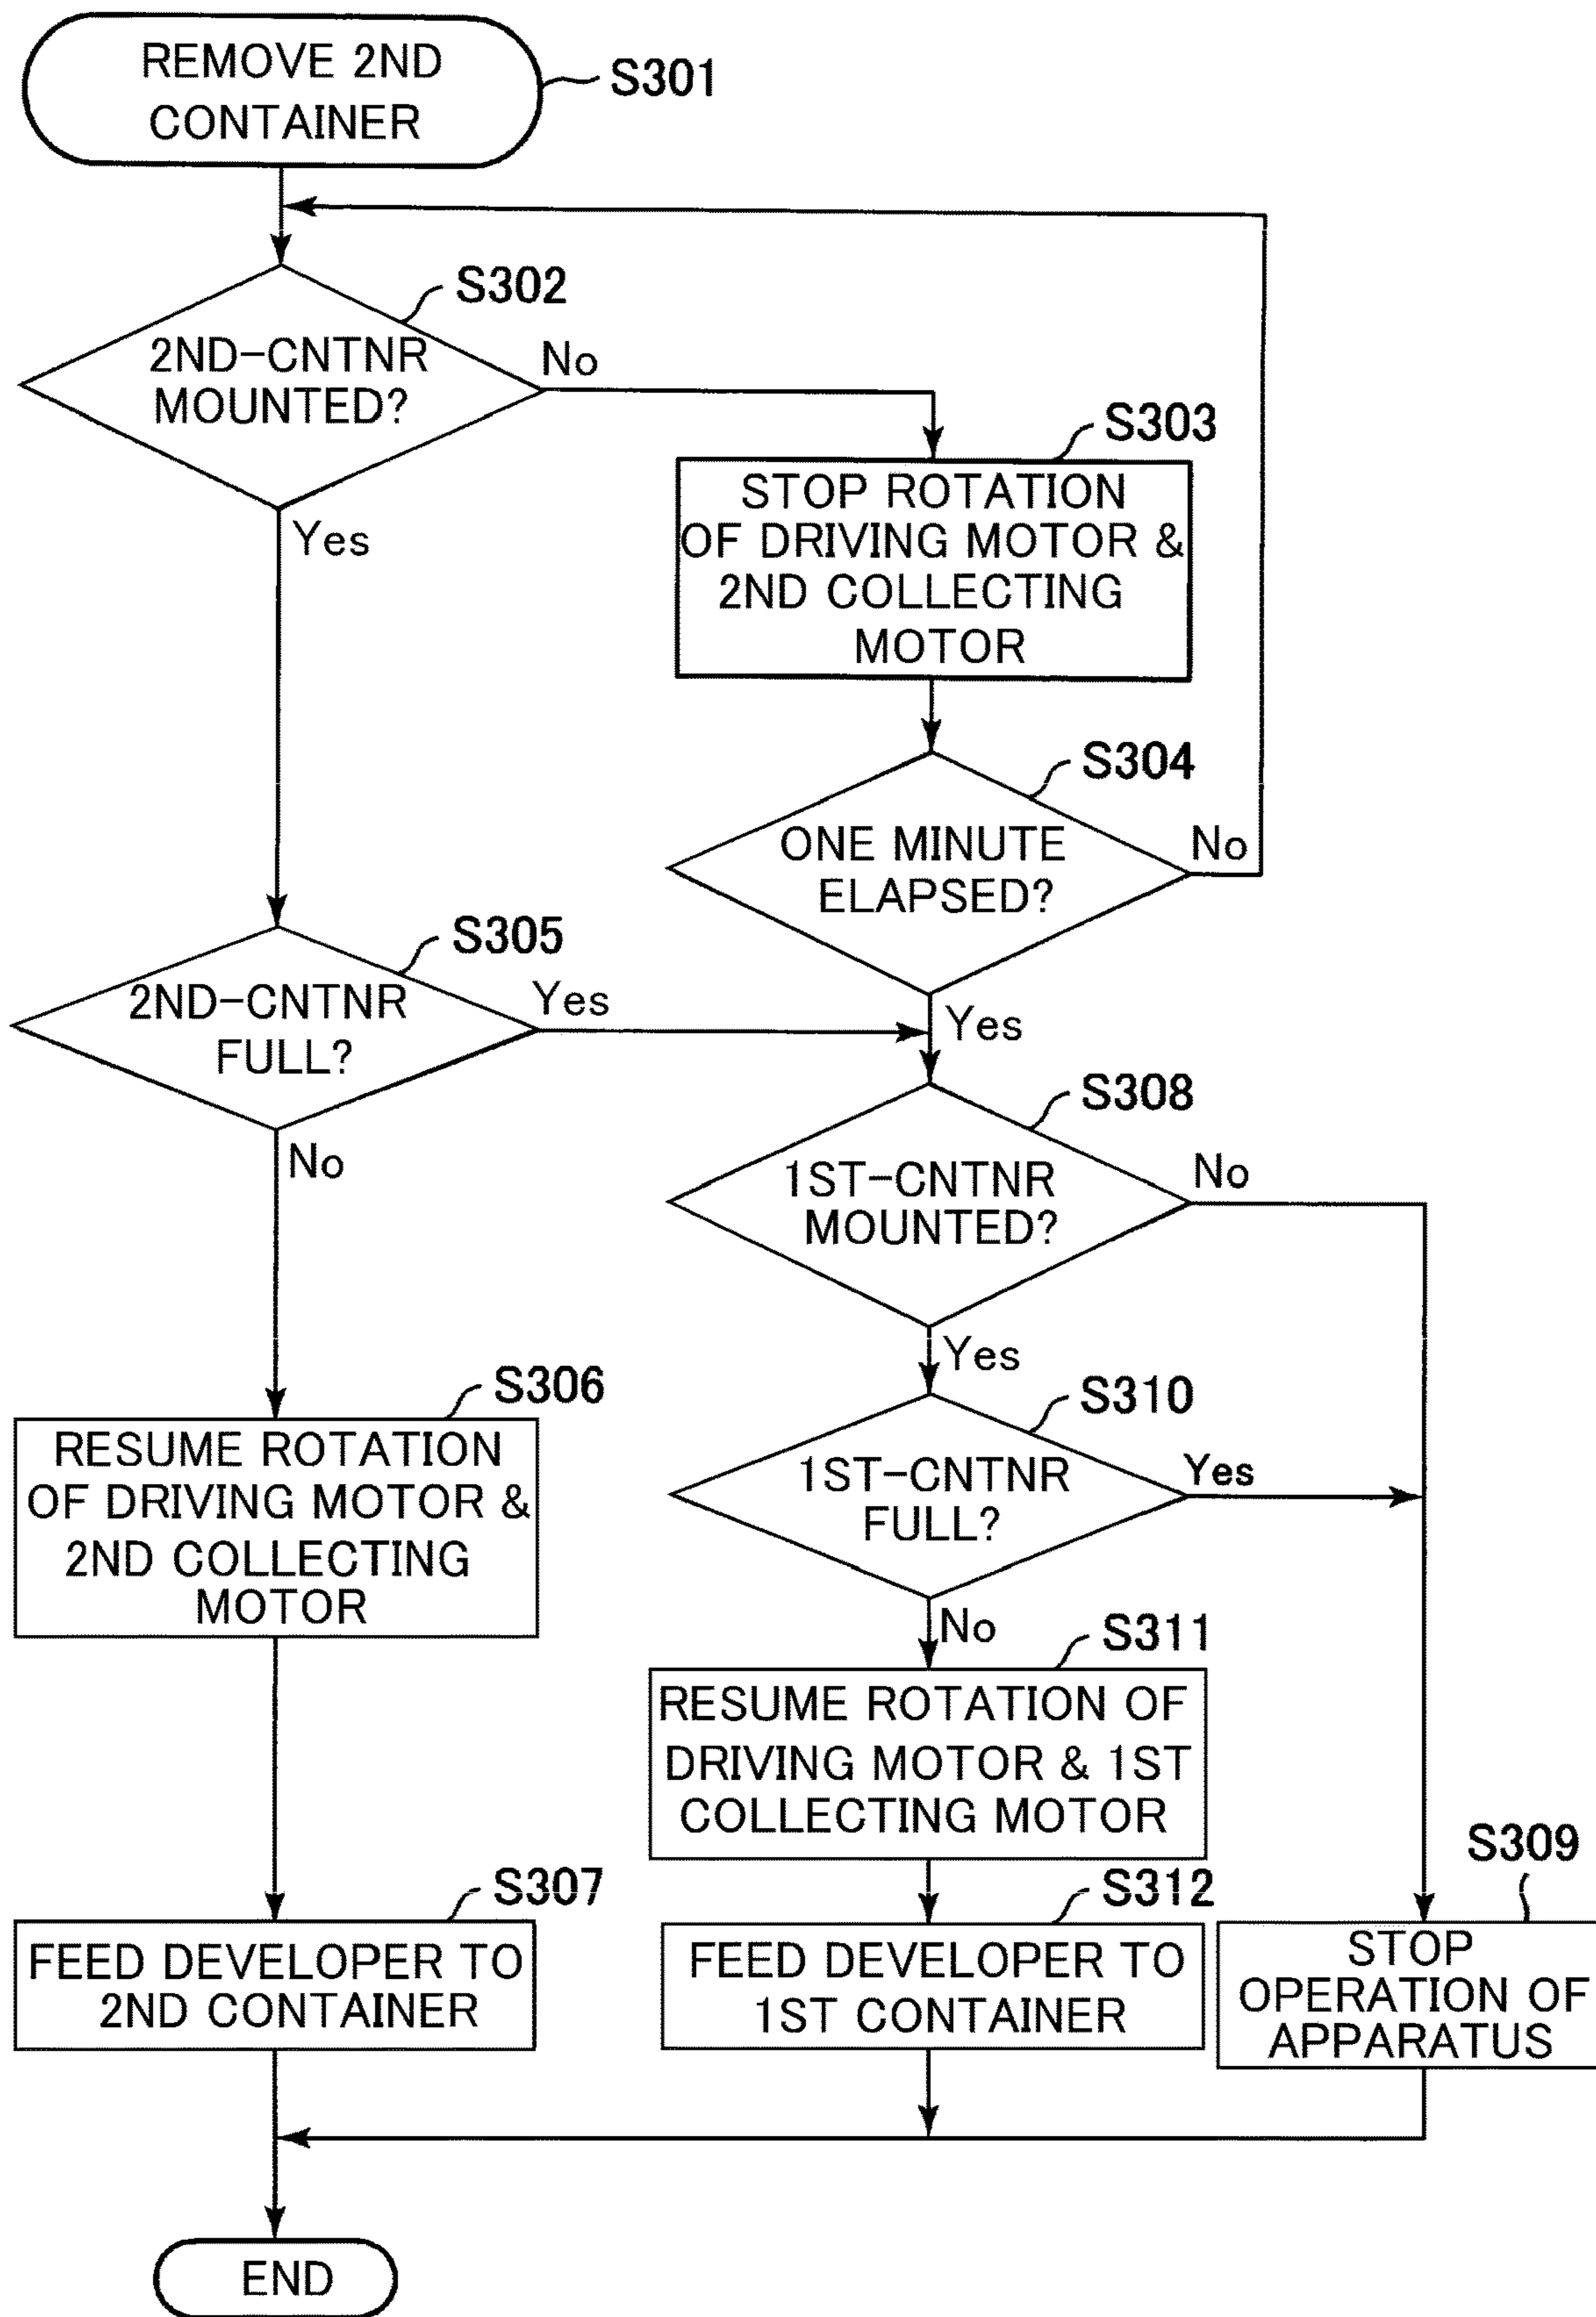 REMOVE 2ND
CONTAINER
S301
S302
2ND-CNTNR
MOUNTED?
No
Yes
S303
STOP ROTATION
OF DRIVING MOTOR &
2ND COLLECTING
MOTOR
S304
ONE MINUTE
ELAPSED?
No
Yes
S305
2ND-CNTNR
FULL?
Yes
No
S308
1ST-CNTNR
MOUNTED?
No
Yes
S306
RESUME ROTATION
OF DRIVING MOTOR &
2ND COLLECTING
MOTOR
S310
1ST-CNTNR
FULL?
Yes
No
S311
RESUME ROTATION OF
DRIVING MOTOR & 1ST
COLLECTING MOTOR
S307
FEED DEVELOPER TO
2ND CONTAINER
S312
FEED DEVELOPER TO
1ST CONTAINER
S309
STOP
OPERATION OF
APPARATUS
END